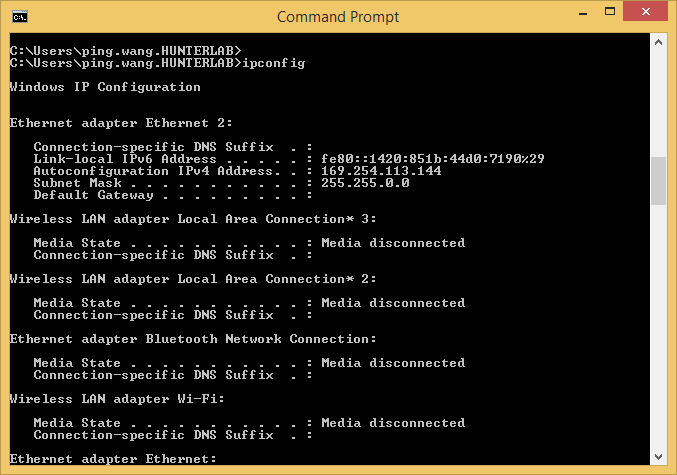 Command Prompt
C:\Users\ping.wang.HUNTERLAB>
C:\Users\ping.wang.HUNTERLAB>ipconfig
Windows IP Configuration
Ethernet adapter Ethernet 2:
Connection-specific DNS Suffix  . :
Link-local IPv6 Address . . . . . : fe80::1420:851b:44d0:7190%29
Autoconfiguration IPv4 Address. . : 169.254.113.144
Subnet Mask . . . . . . . . . . . : 255.255.0.0
Default Gateway . . . . . . . . . :
Wireless LAN adapter Local Area Connection* 3:
Media State . . . . . . . . . . . : Media disconnected
Connection-specific DNS Suffix  . :
Wireless LAN adapter Local Area Connection* 2:
Media State . . . . . . . . . . . : Media disconnected
Connection-specific DNS Suffix  . :
Ethernet adapter Bluetooth Network Connection:
Media State . . . . . . . . . . . : Media disconnected
Connection-specific DNS Suffix  . :
Wireless LAN adapter Wi-Fi:
Media State . . . . . . . . . . . : Media disconnected
Connection-specific DNS Suffix  . :
Ethernet adapter Ethernet: